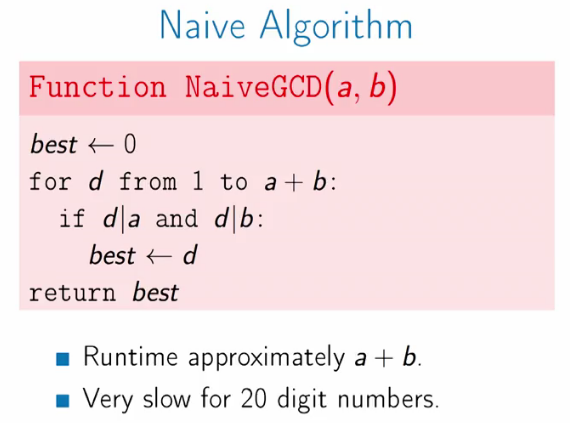 Naive Algorithm
Function NaiveGCD(a, b)
best ← 0
for d from 1 to a + b:
if d|a and d|b:
best ← d
return best
■ Runtime approximately a + b.
■ Very slow for 20 digit numbers.